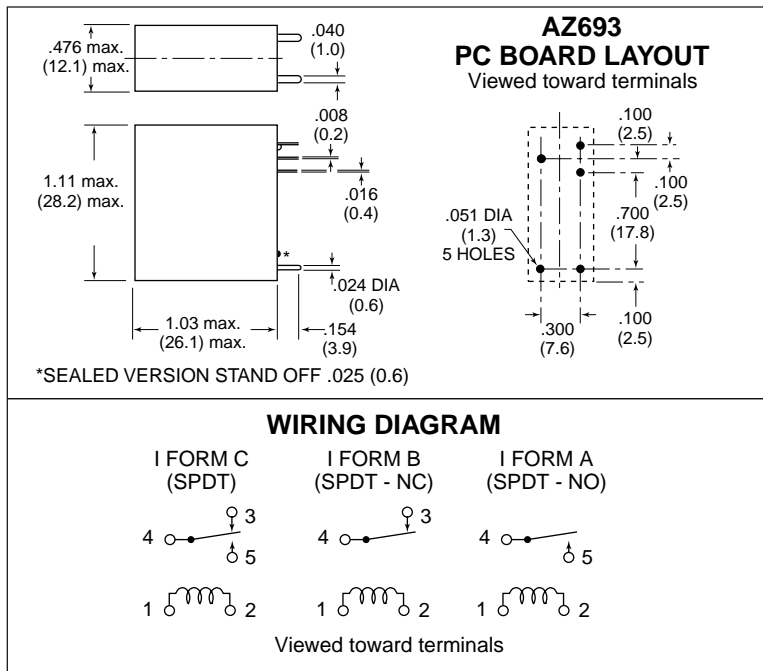 .476 max.
(12.1) max.
.040
(1.0)
.008
(0.2)
1.11 max.
(28.2) max.
.016
(0.4)
*
.024 DIA
(0.6)
1.03 max.
(26.1) max.
.154
(3.9)
*SEALED VERSION STAND OFF .025 (0.6)
AZ693
PC BOARD LAYOUT
Viewed toward terminals
.100
(2.5)
.100
(2.5)
.051 DIA
(1.3)
5 HOLES
.700
(17.8)
.300
(7.6)
.100
(2.5)
WIRING DIAGRAM
I FORM C
(SPDT)
3
4
5
1 2
I FORM B
(SPDT - NC)
3
4
1 2
I FORM A
(SPDT - NO)
4
5
1 2
Viewed toward terminals